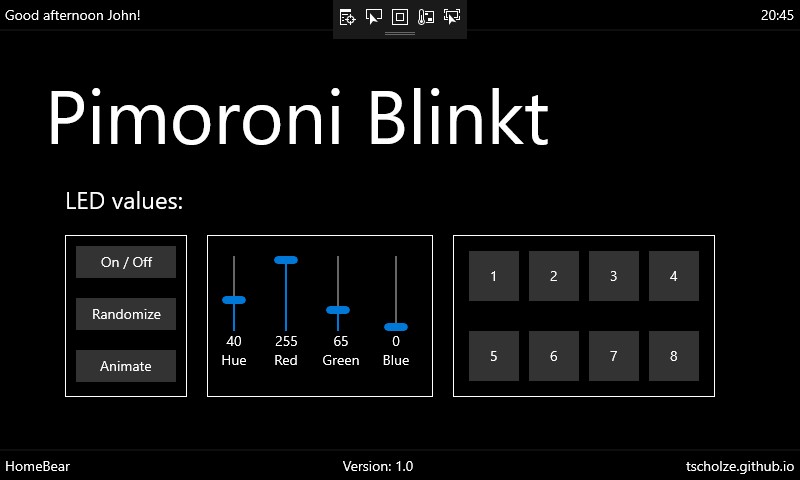 Good afternoon John!
20:45
Pimoroni Blinkt
LED values:
On / Off
Randomize
Animate
40 255 65 0
Hue Red Green Blue
1 2 3 4
5 6 7 8
HomeBear
Version: 1.0
tscholze.github.io